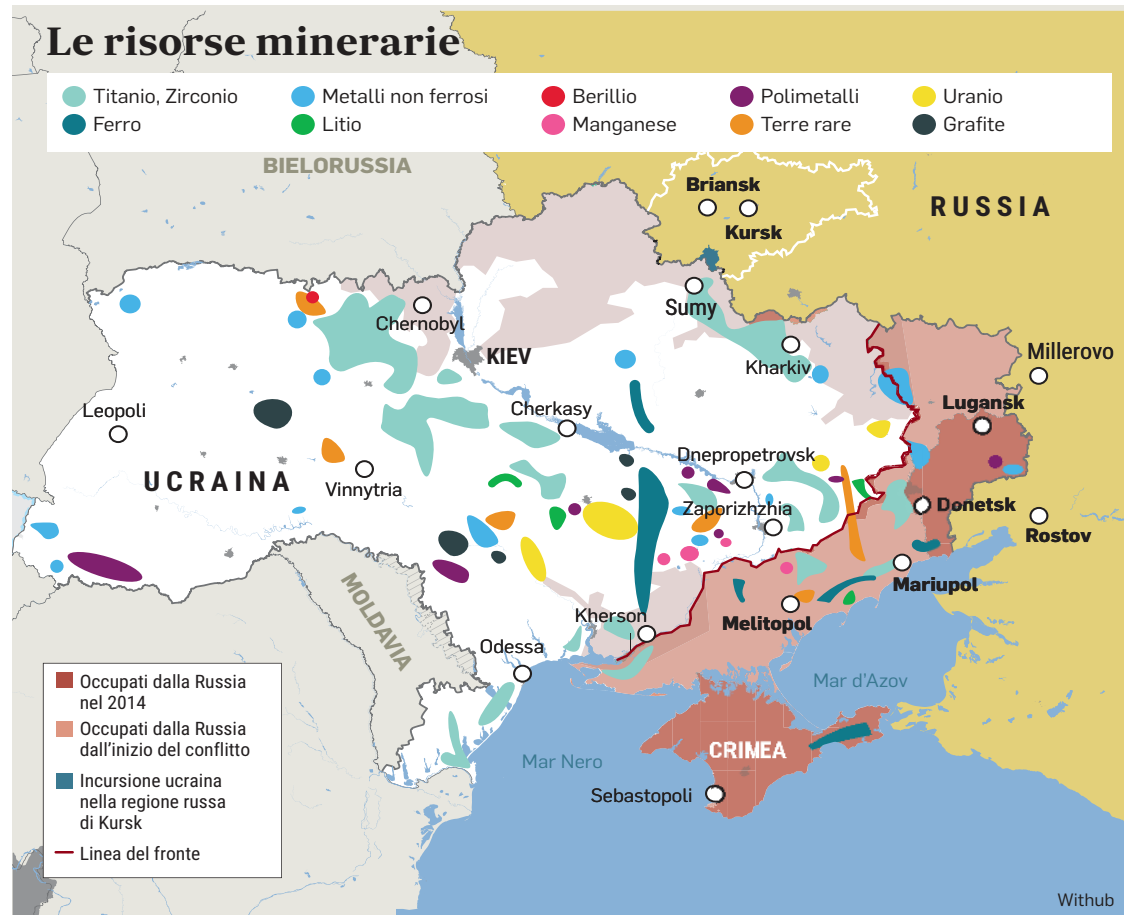 Le risorse minerarie
Titanio, Zirconio
Metalli non ferrosi
Berillio
Polimetalli
Uranio
Ferro
Litio
Manganese
Terre rare
Grafite
BIELORUSSIA
Briansk
RUSSIA
Kursk
Sumy
Chernobyl
KIEV
Kharkiv
Millerovo
Leopoli
Cherkasy
Lugansk
Dnepropetrovsk
UCRAINA
Vinnytria
Zaporizhzhia
Donetsk
Rostov
MOLDAVIA
Mariupol
Kherson
Melitopol
Odessa
Mar d'Azov
Occupati dalla Russia
nel 2014
Occupati dalla Russia
dall'inizio del conflitto
Incursione ucraina
nella regione russa
di Kursk
Linea del fronte
Mar Nero
CRIMEA
Sebastopoli
Withub